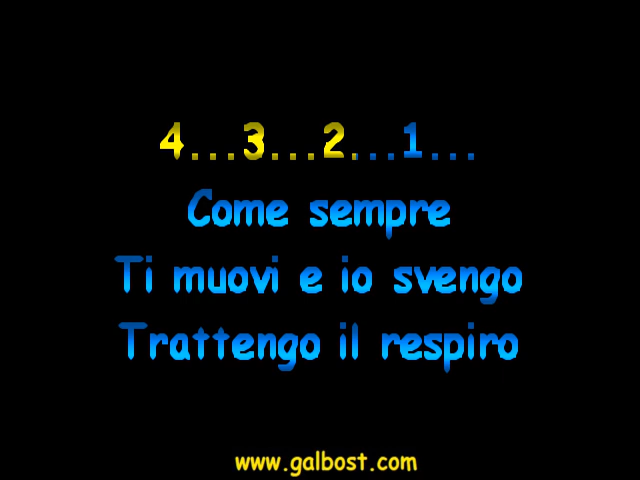 4...3...2...1...
Come sempre
Ti muovi e io svengo
Trattengo il respiro
www.galbost.com